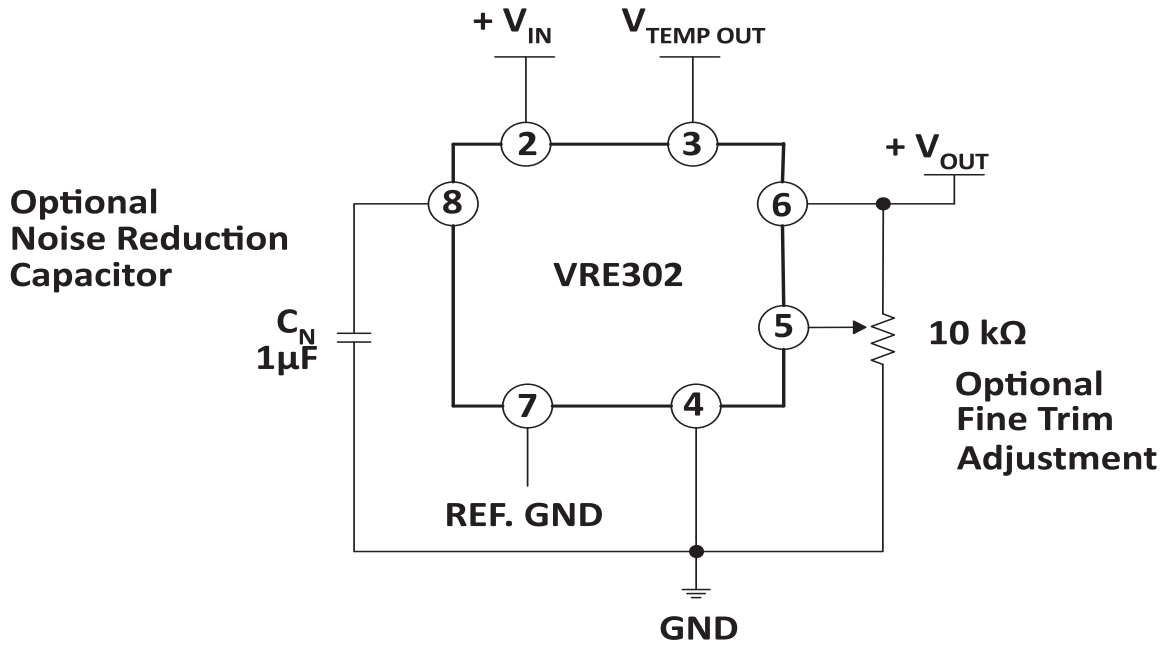 + VIN
VTEMP OUT
2
3
+ VOUT
8
6
Optional
Noise Reduction
Capacitor
VRE302
CN
1µF
5
10 kΩ
Optional
Fine Trim
Adjustment
7
4
REF. GND
GND